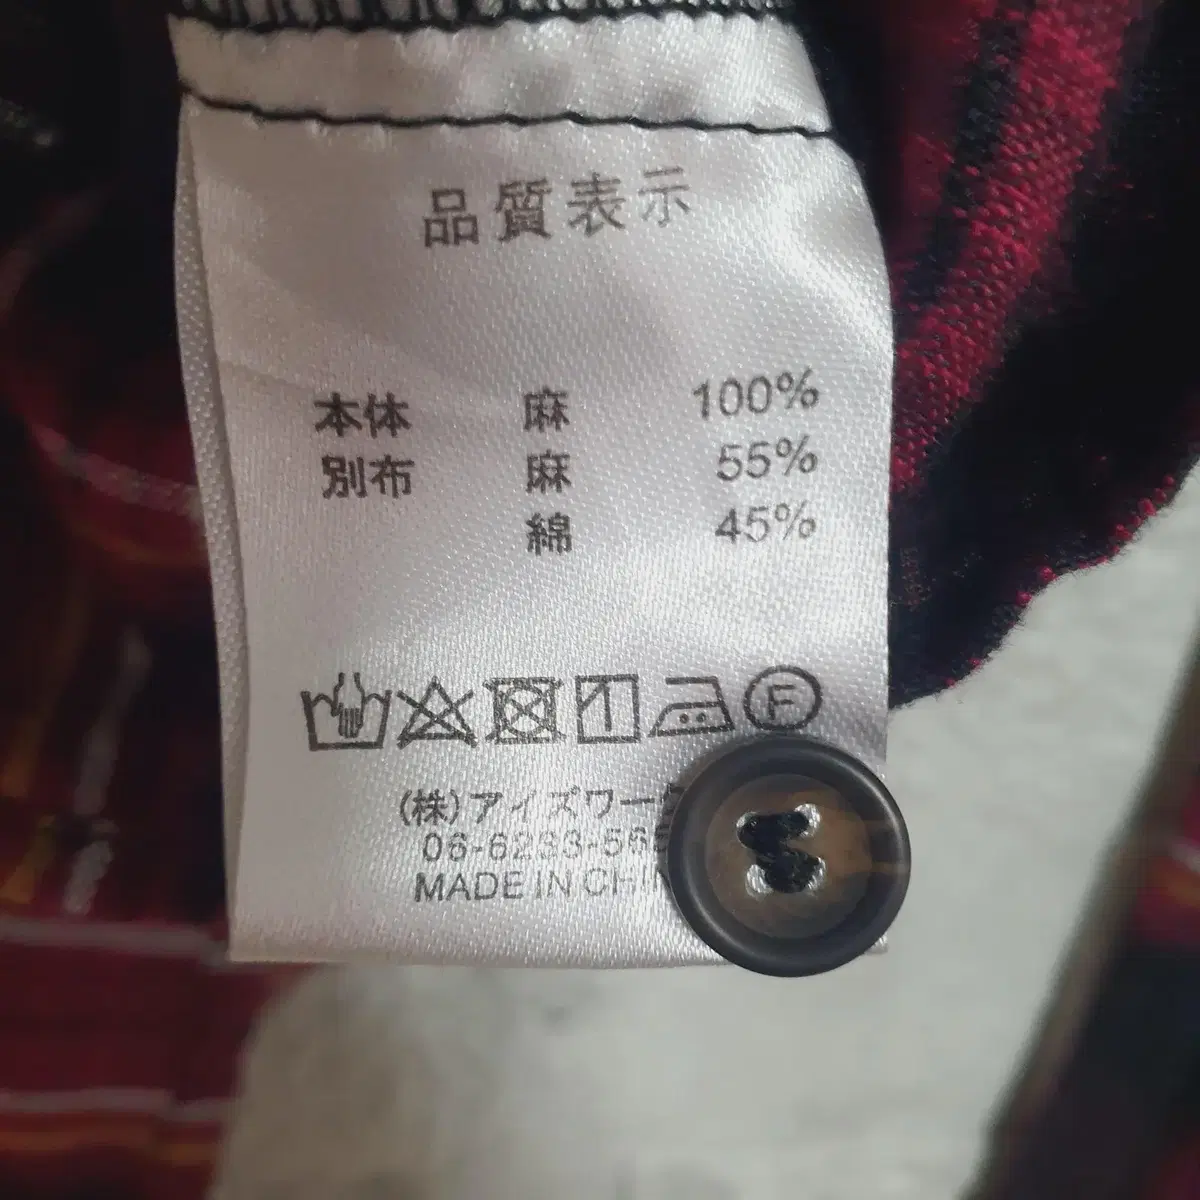 品質表示
本体 麻 100%
別布 麻 55%
綿 45%
F
(株)アイズワー
06-6233-56
MADE IN